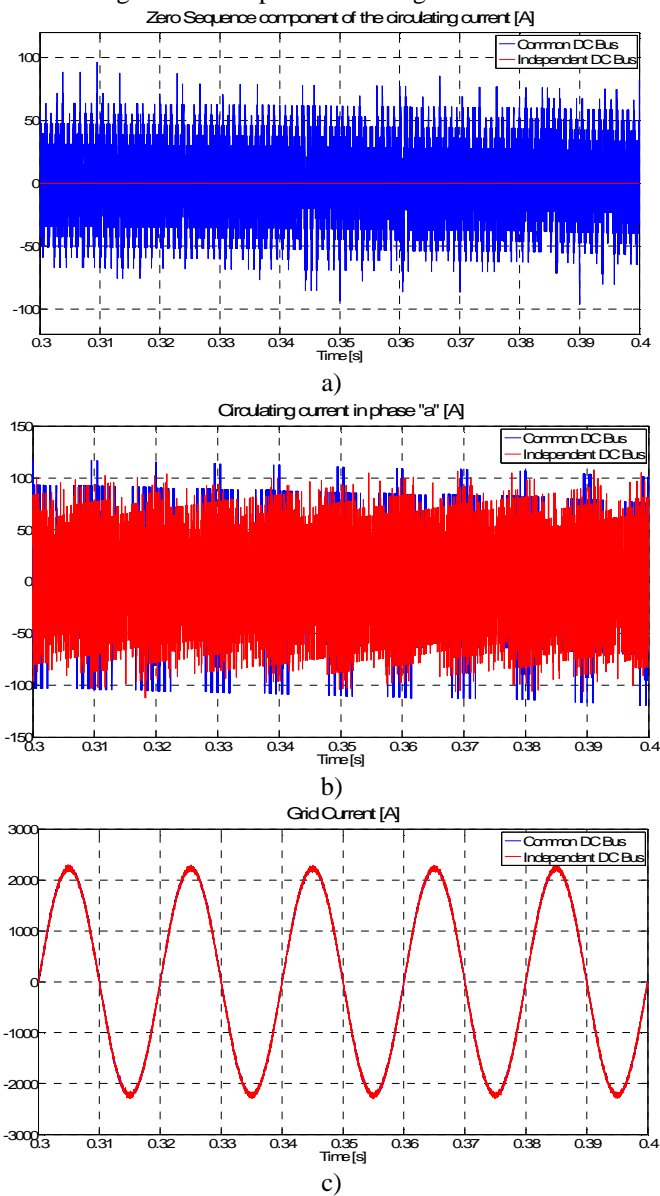 Zero Sequence component of the circulating current [A]
Common DC Bus
Independent DC Bus
100
50
0
-50
-100
0.3 0.31 0.32 0.33 0.34 0.35 0.36 0.37 0.38 0.39 0.4
Time [s]
a)
Circulating current in phase "a" [A]
Common DC Bus
Independent DC Bus
150
100
50
0
-50
-100
-150
0.3 0.31 0.32 0.33 0.34 0.35 0.36 0.37 0.38 0.39 0.4
Time [s]
b)
Grid Current [A]
Common DC Bus
Independent DC Bus
3000
2000
1000
0
-1000
-2000
-3000
0.3 0.31 0.32 0.33 0.34 0.35 0.36 0.37 0.38 0.39 0.4
Time [s]
c)